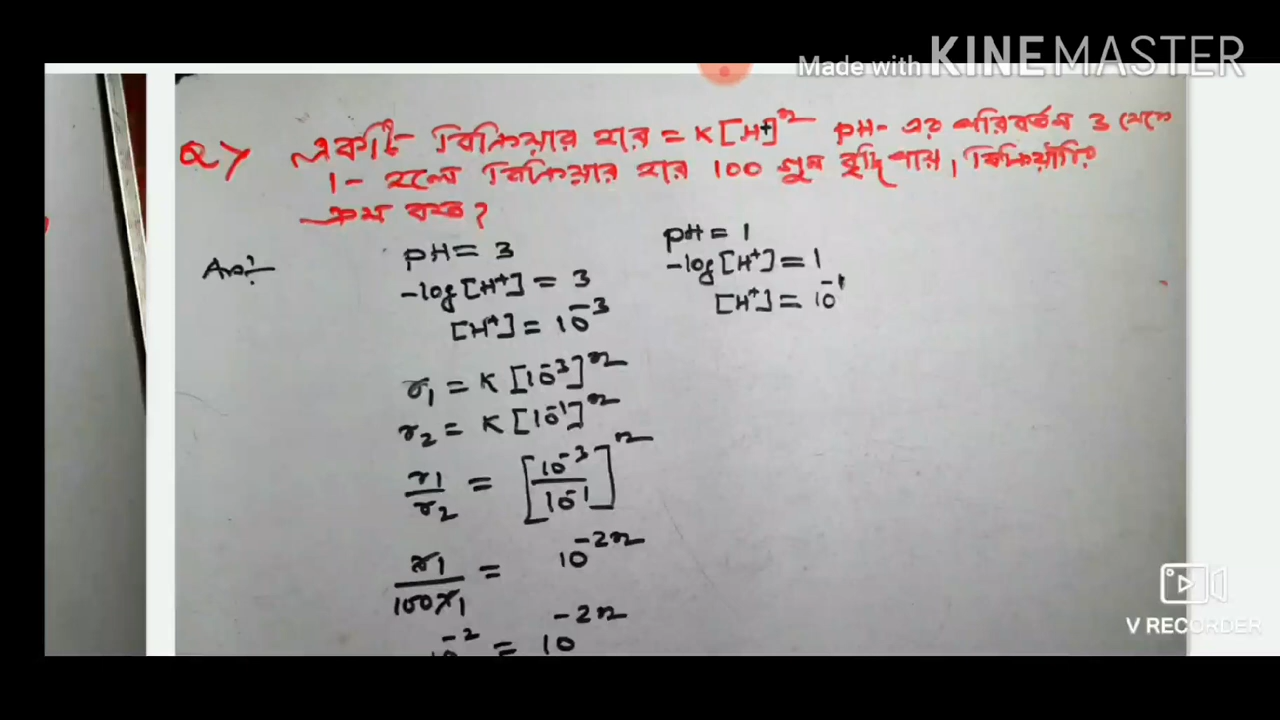 Made with KINEMASTER
Q> একটি বিক্রিয়ার হার = K[H+]^n pH- এর পরিবর্তন 3 থেকে
1- হলে বিক্রিয়ার হার 100 গুন বৃদ্ধি পায়, বিক্রিয়াটির
ক্রম কত?
Ans:-
pH = 3
pH = 1
-log[H+] = 3
-log[H+] = 1
[H+] = 10^-3
[H+] = 10^-1
r1 = K[10^-3]^n
r2 = K[10^-1]^n
r1/r2 = [10^-3/10^-1]^n
r1/100r1 = 10^-2n
10^-2 = 10^-2n
V RECORDER